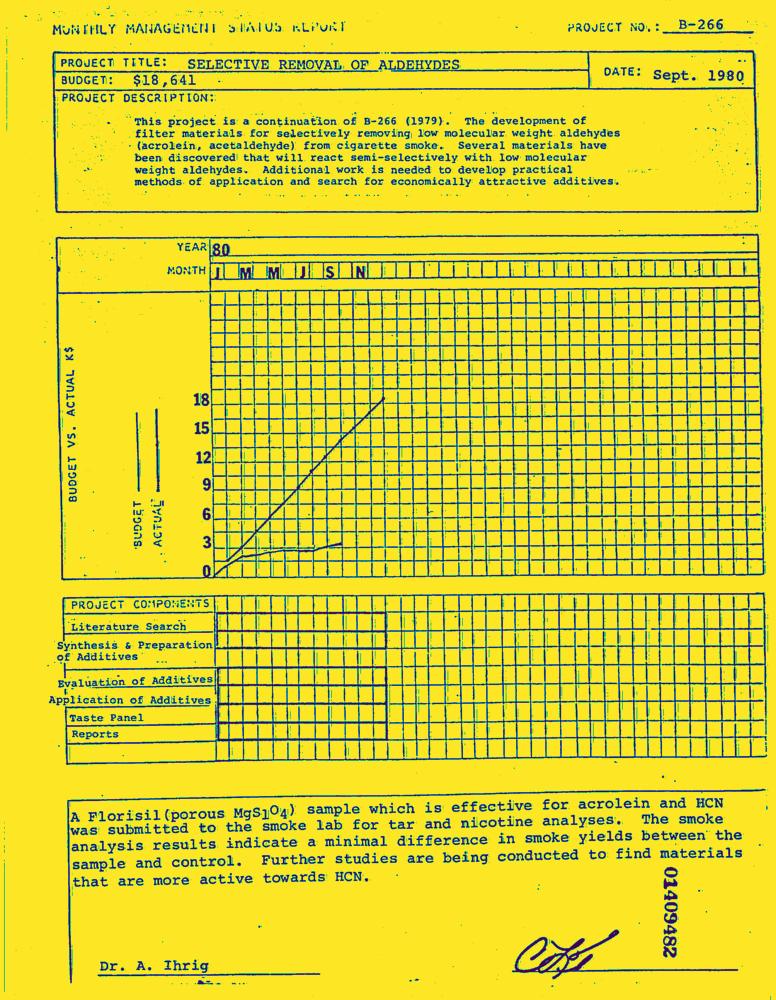 MONTHLY MANAGEMENT STATUS REPORT
PROJECT NO.: B-266
PROJECT TITLE: SELECTIVE REMOVAL OF ALDEHYDES
BUDGET: $18,641
DATE: Sept. 1980
PROJECT DESCRIPTION:
This project is a continuation of B-266 (1979). The development of
filter materials for selectively removing low molecular weight aldehydes
(acrolein, acetaldehyde) from cigarette smoke. Several materials have
been discovered that will react semi-selectively with low molecular
weight aldehydes. Additional work is needed to develop practical
methods of application and search for economically attractive additives.
YEAR 80
MONTH J M M J S N
BUDGET VS. ACTUAL K$
BUDGET
ACTUAL
18
15
12
9
6
3
0
PROJECT COMPONENTS
Literature Search
Synthesis & Preparation
of Additives
Evaluation of Additives
Application of Additives
Taste Panel
Reports
A Florisil (porous MgS1O4) sample which is effective for acrolein and HCN
was submitted to the smoke lab for tar and nicotine analyses. The smoke
analysis results indicate a minimal difference in smoke yields between the
sample and control. Further studies are being conducted to find materials
that are more active towards HCN.
01409482
Dr. A. Ihrig